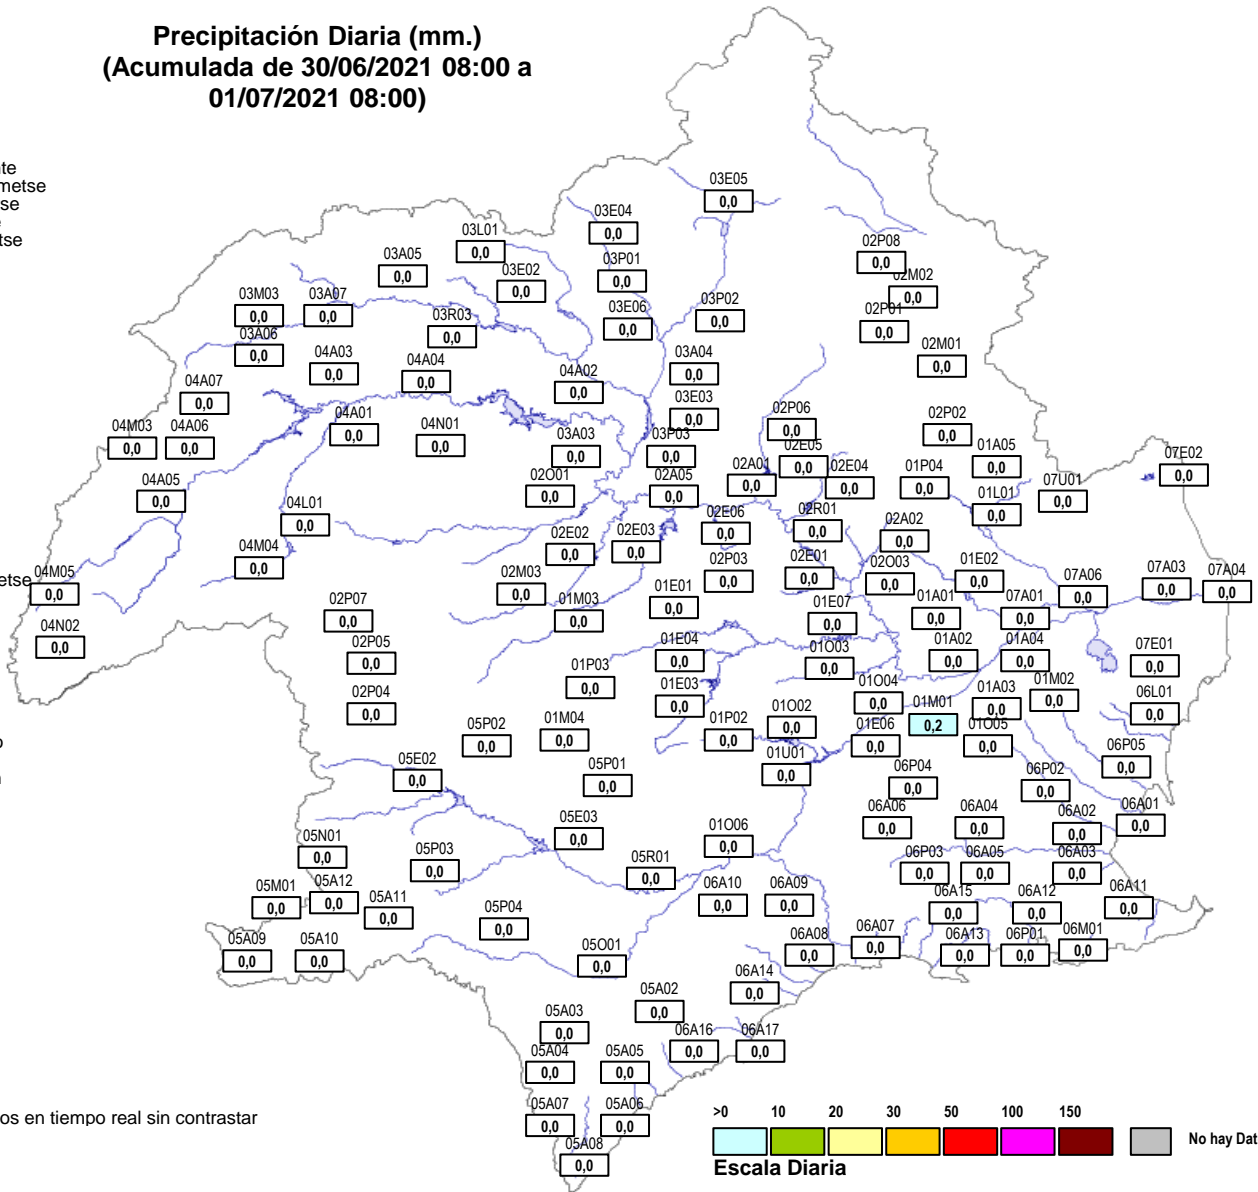 Precipitación Diaria (mm.)
(Acumulada de 30/06/2021 08:00 a
01/07/2021 08:00)
nte
metse
se
tse
03E05
0,0
03E04
0,0
03L01
0,0
03P01
0,0
02P08
0,0
03A05
0,0
03E02
0,0
02M02
0,0
03M03
0,0
03A07
0,0
03P02
0,0
03E06
0,0
02P01
0,0
03R03
0,0
03A06
0,0
02M01
0,0
04A03
0,0
03A04
0,0
04A04
0,0
04A02
0,0
04A07
0,0
03E03
0,0
04A01
0,0
02P06
0,0
02P02
0,0
04M03
0,0
04A06
0,0
04N01
0,0
03A03
0,0
03P03
0,0
02E05
0,0
01A05
0,0
07E02
0,0
02O01
0,0
02A05
0,0
02A01
0,0
02E04
0,0
01P04
0,0
07U01
0,0
04A05
0,0
01L01
0,0
04L01
0,0
02E06
0,0
02R01
0,0
02A02
0,0
02E02
0,0
02E03
0,0
04M04
0,0
02P03
0,0
02E01
0,0
02O03
0,0
01E02
0,0
etse
04M05
0,0
02M03
0,0
07A06
0,0
07A03
0,0
07A04
0,0
01E01
0,0
01M03
0,0
02P07
0,0
01E07
0,0
01A01
0,0
07A01
0,0
04N02
0,0
02P05
0,0
01E04
0,0
01O03
0,0
01A02
0,0
01A04
0,0
07E01
0,0
01P03
0,0
01E03
0,0
01O04
0,0
01M02
0,0
02P04
0,0
01A03
0,0
06L01
0,0
01M01
0,2
05P02
0,0
01M04
0,0
01P02
0,0
01O02
0,0
01E06
0,0
01O05
0,0
05E02
0,0
05P01
0,0
01U01
0,0
06P04
0,0
06P02
0,0
06P05
0,0
05E03
0,0
01O06
0,0
06A06
0,0
06A04
0,0
06A02
0,0
06A01
0,0
05N01
0,0
05P03
0,0
05R01
0,0
06P03
0,0
06A05
0,0
06A03
0,0
05M01
0,0
05A12
0,0
05A11
0,0
06A10
0,0
06A09
0,0
06A15
0,0
06A12
0,0
06A11
0,0
05P04
0,0
05A09
0,0
05A10
0,0
05O01
0,0
06A08
0,0
06A07
0,0
06A13
0,0
06P01
0,0
06M01
0,0
05A02
0,0
06A14
0,0
05A03
0,0
06A16
0,0
06A17
0,0
05A04
0,0
05A05
0,0
05A07
0,0
05A06
0,0
05A08
0,0
os en tiempo real sin contrastar
>0 10 20 30 50 100 150
No hay Dat
Escala Diaria